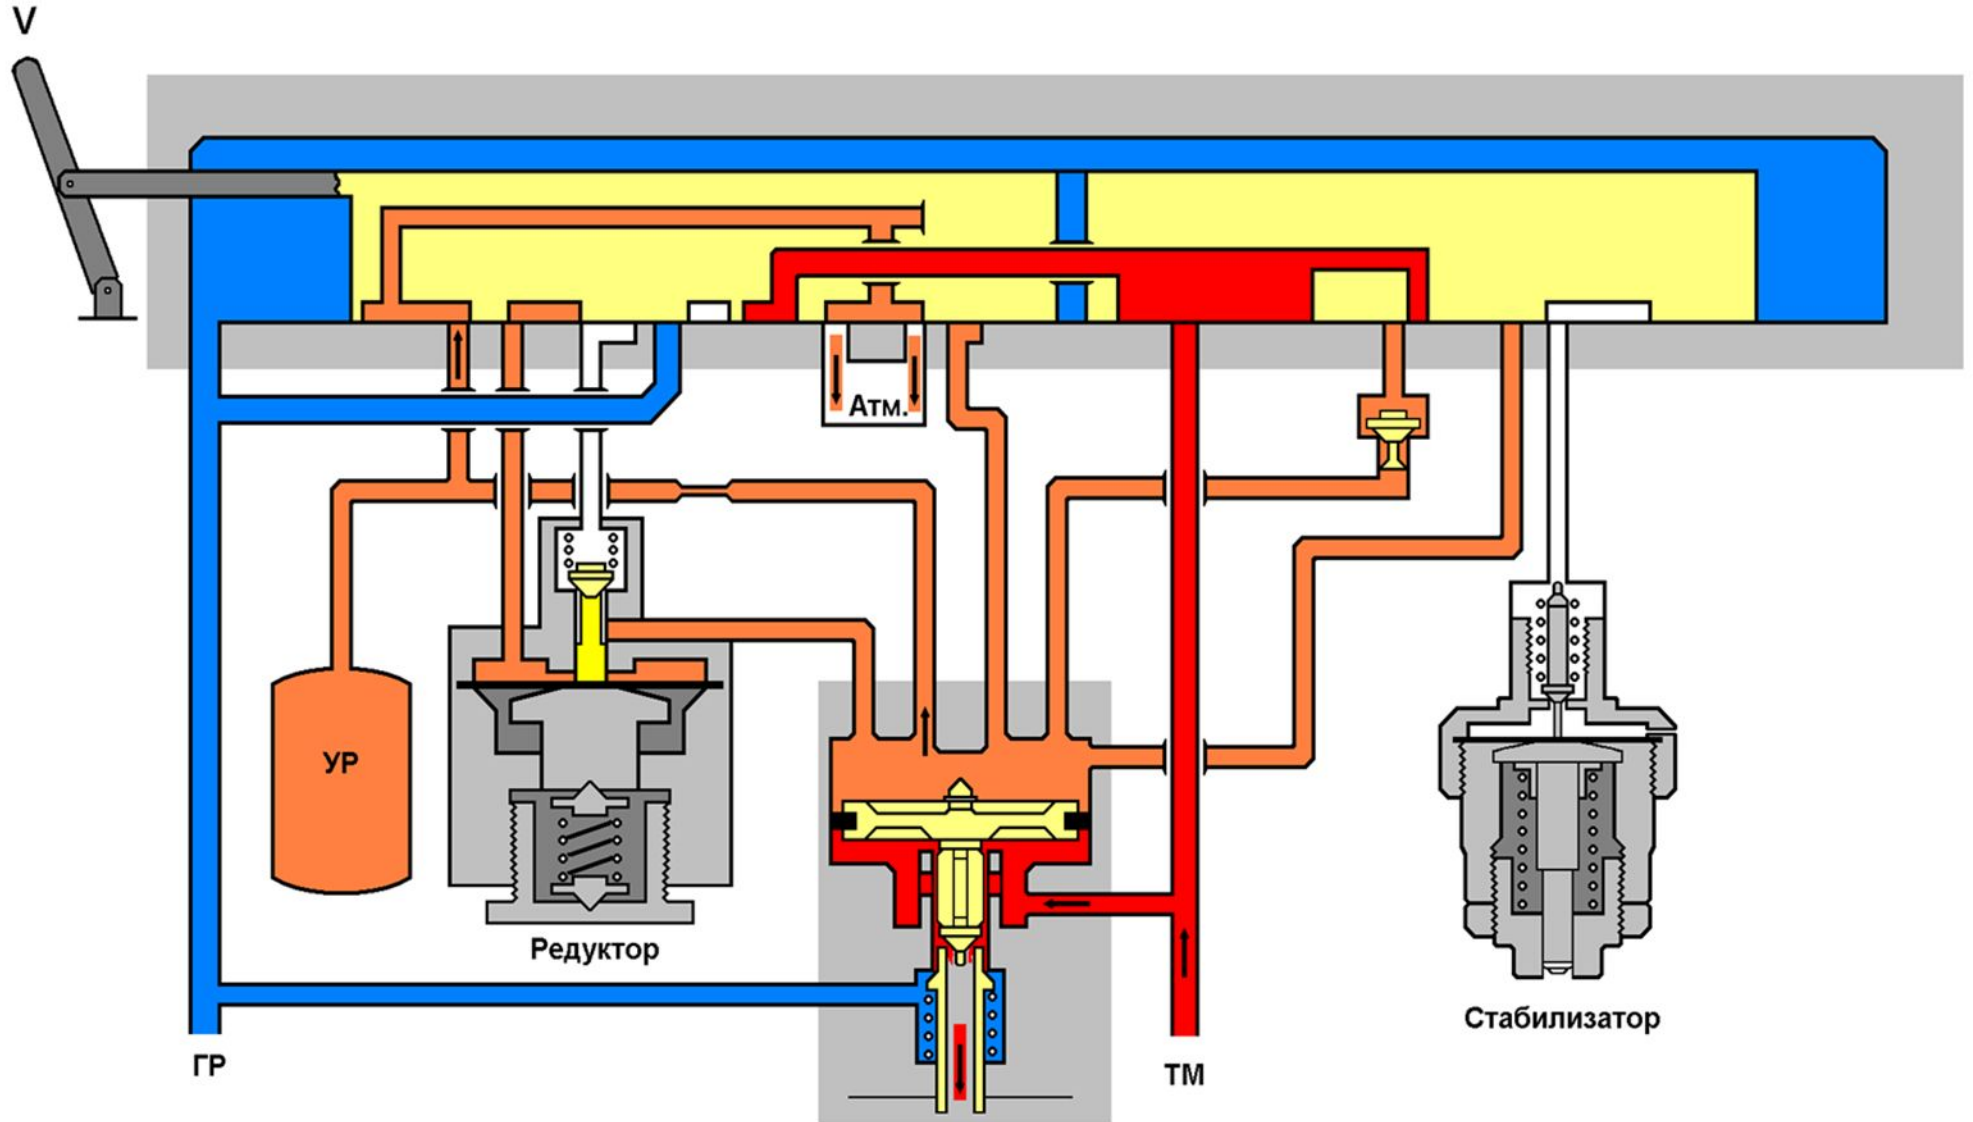 V
Атм.
УР
Редуктор
Стабилизатор
ГР
ТМ